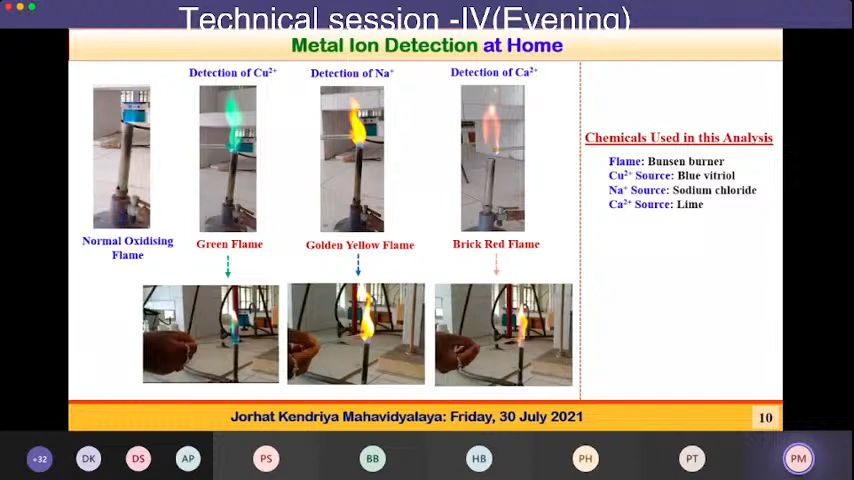 Technical session -IV(Evening)
Metal Ion Detection at Home
Detection of Cu²⁺
Detection of Na⁺
Detection of Ca²⁺
Normal Oxidising
Flame
Green Flame
Golden Yellow Flame
Brick Red Flame
Chemicals Used in this Analysis
Flame: Bunsen burner
Cu²⁺ Source: Blue vitriol
Na⁺ Source: Sodium chloride
Ca²⁺ Source: Lime
Jorhat Kendriya Mahavidyalaya: Friday, 30 July 2021
10
+32
DK
DS
AP
PS
BB
HB
PH
PT
PM